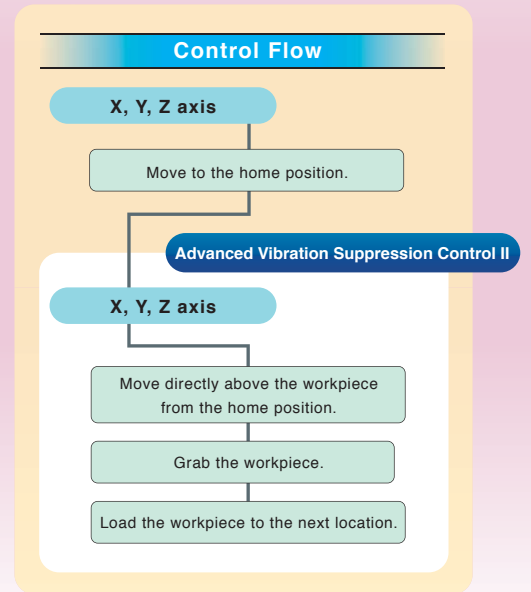 Control Flow
X, Y, Z axis
Move to the home position.
Advanced Vibration Suppression Control II
X, Y, Z axis
Move directly above the workpiece
from the home position.
Grab the workpiece.
Load the workpiece to the next location.